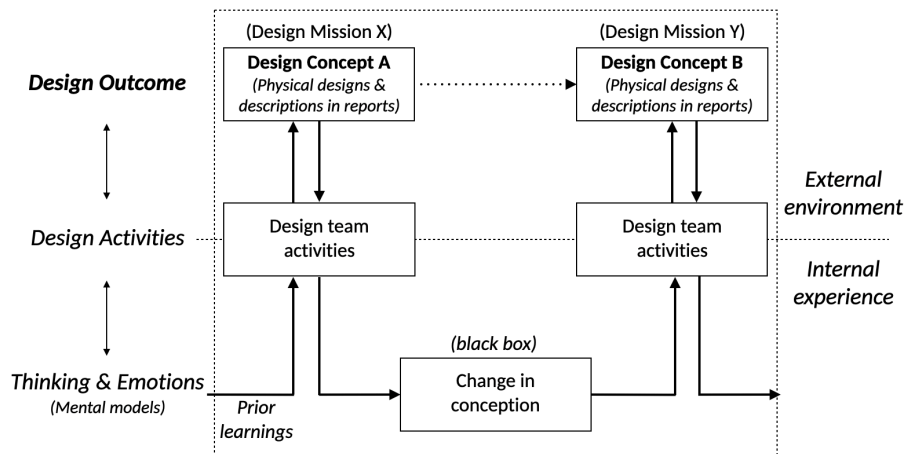 (Design Mission X)
(Design Mission Y)
Design Outcome
Design Concept A
(Physical designs &
descriptions in reports)
Design Concept B
(Physical designs &
descriptions in reports)
External
environment
Design Activities
Design team
activities
Design team
activities
Internal
experience
Thinking & Emotions
(Mental models)
Prior
learnings
(black box)
Change in
conception